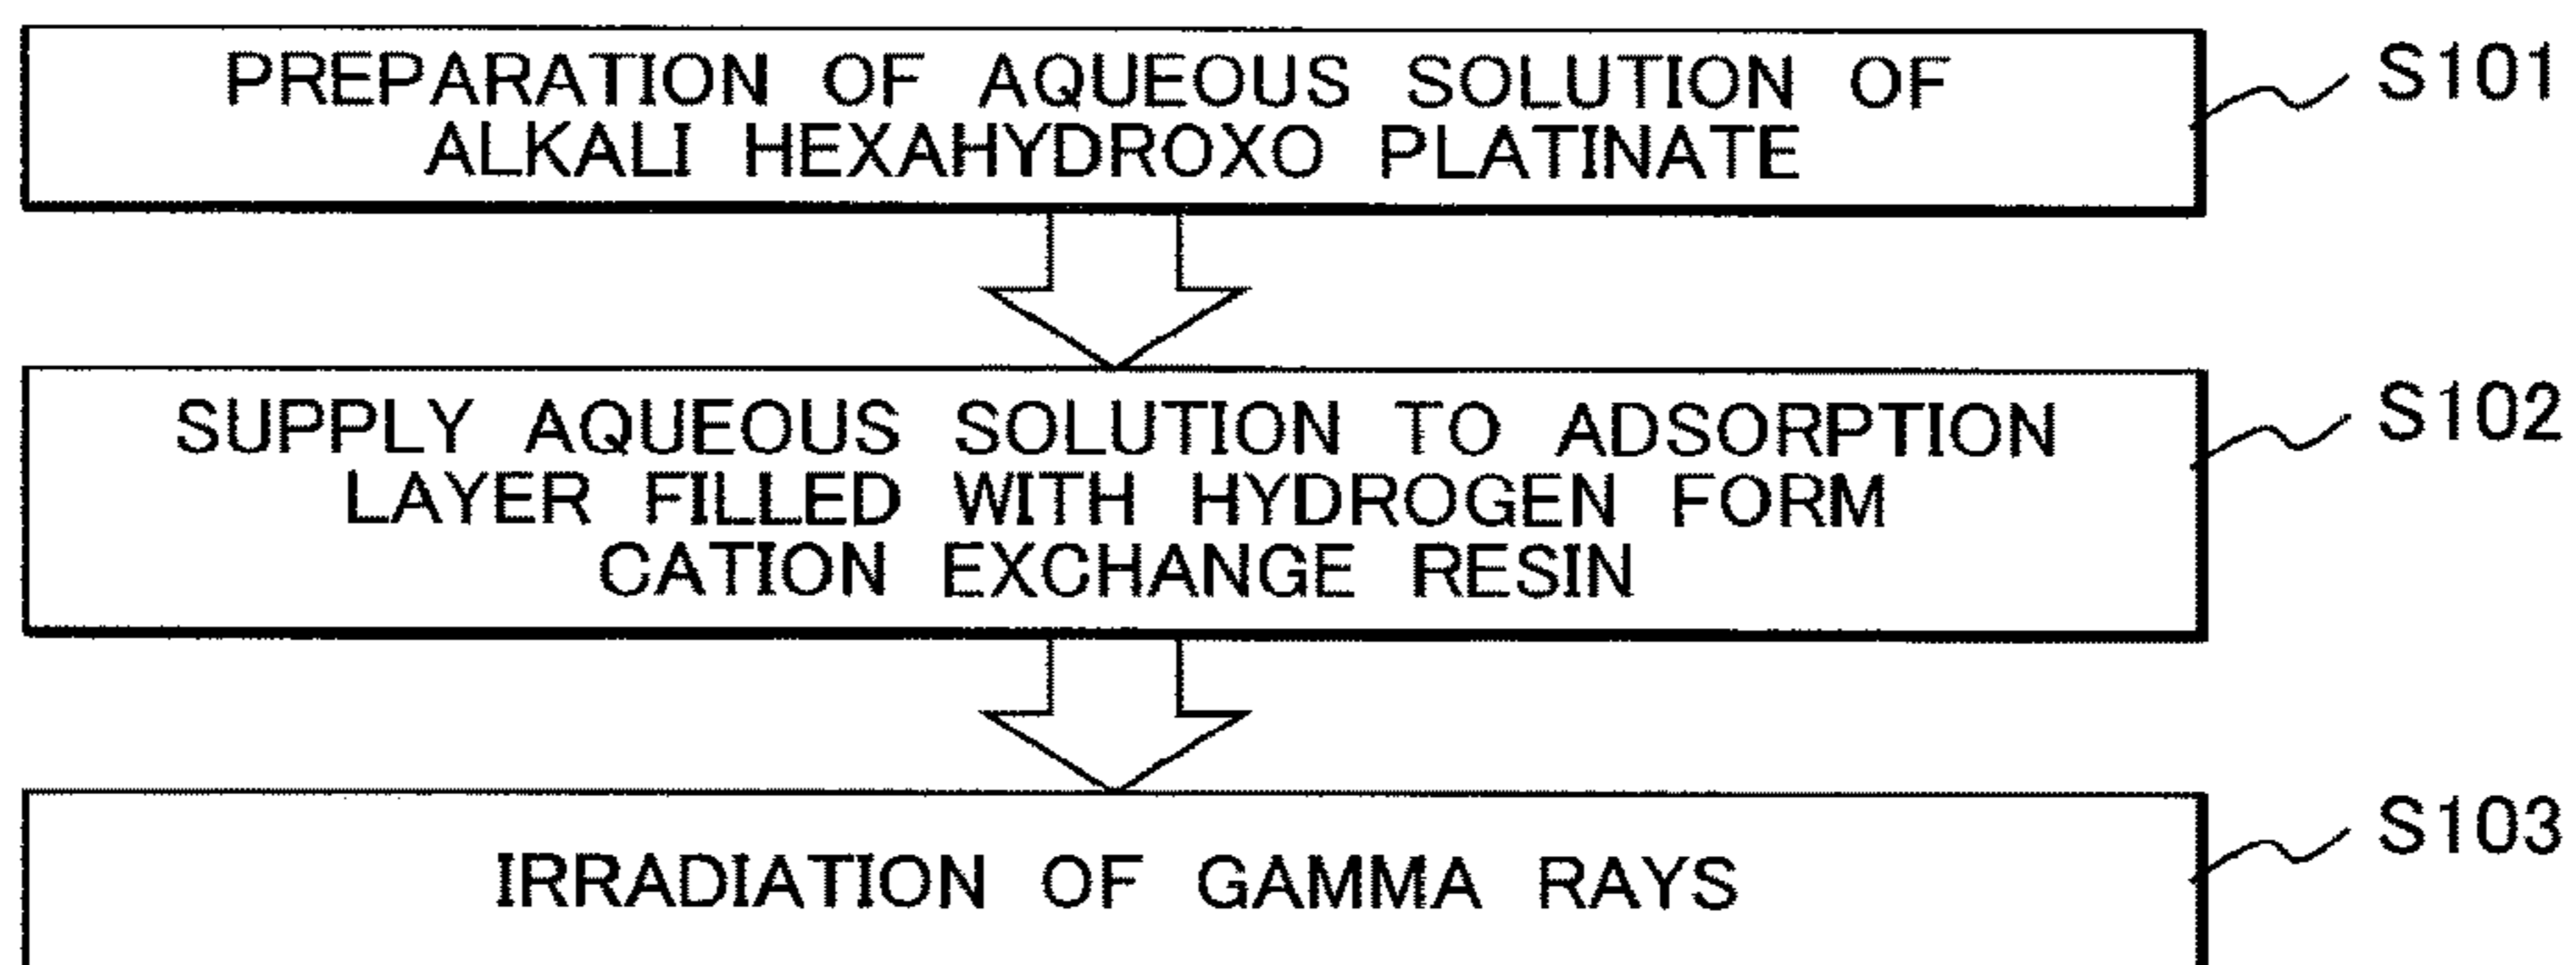 PREPARATION OF AQUEOUS SOLUTION OF
ALKALI HEXAHYDROXO PLATINATE
S101
SUPPLY AQUEOUS SOLUTION TO ADSORPTION
LAYER FILLED WITH HYDROGEN FORM
CATION EXCHANGE RESIN
S102
IRRADIATION OF GAMMA RAYS
S103